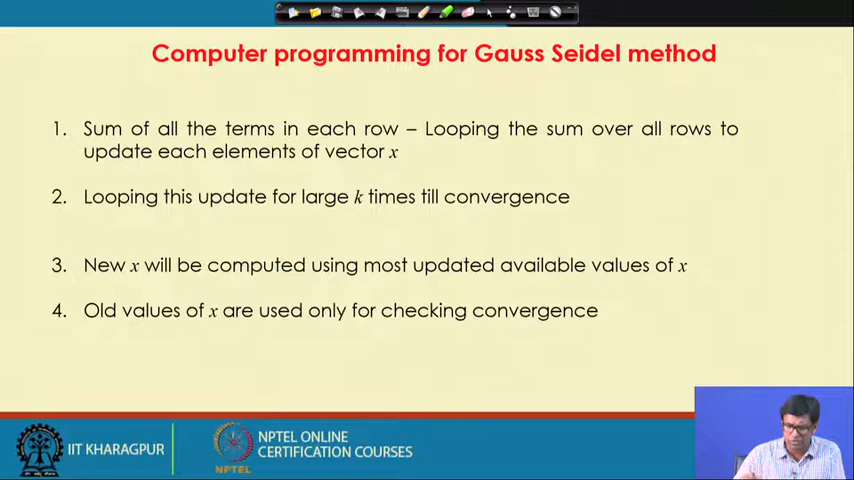 Computer programming for Gauss Seidel method
1. Sum of all the terms in each row – Looping the sum over all rows to
update each elements of vector x
2. Looping this update for large k times till convergence
3. New x will be computed using most updated available values of x
4. Old values of x are used only for checking convergence
IIT KHARAGPUR
NPTEL
NPTEL ONLINE
CERTIFICATION COURSES